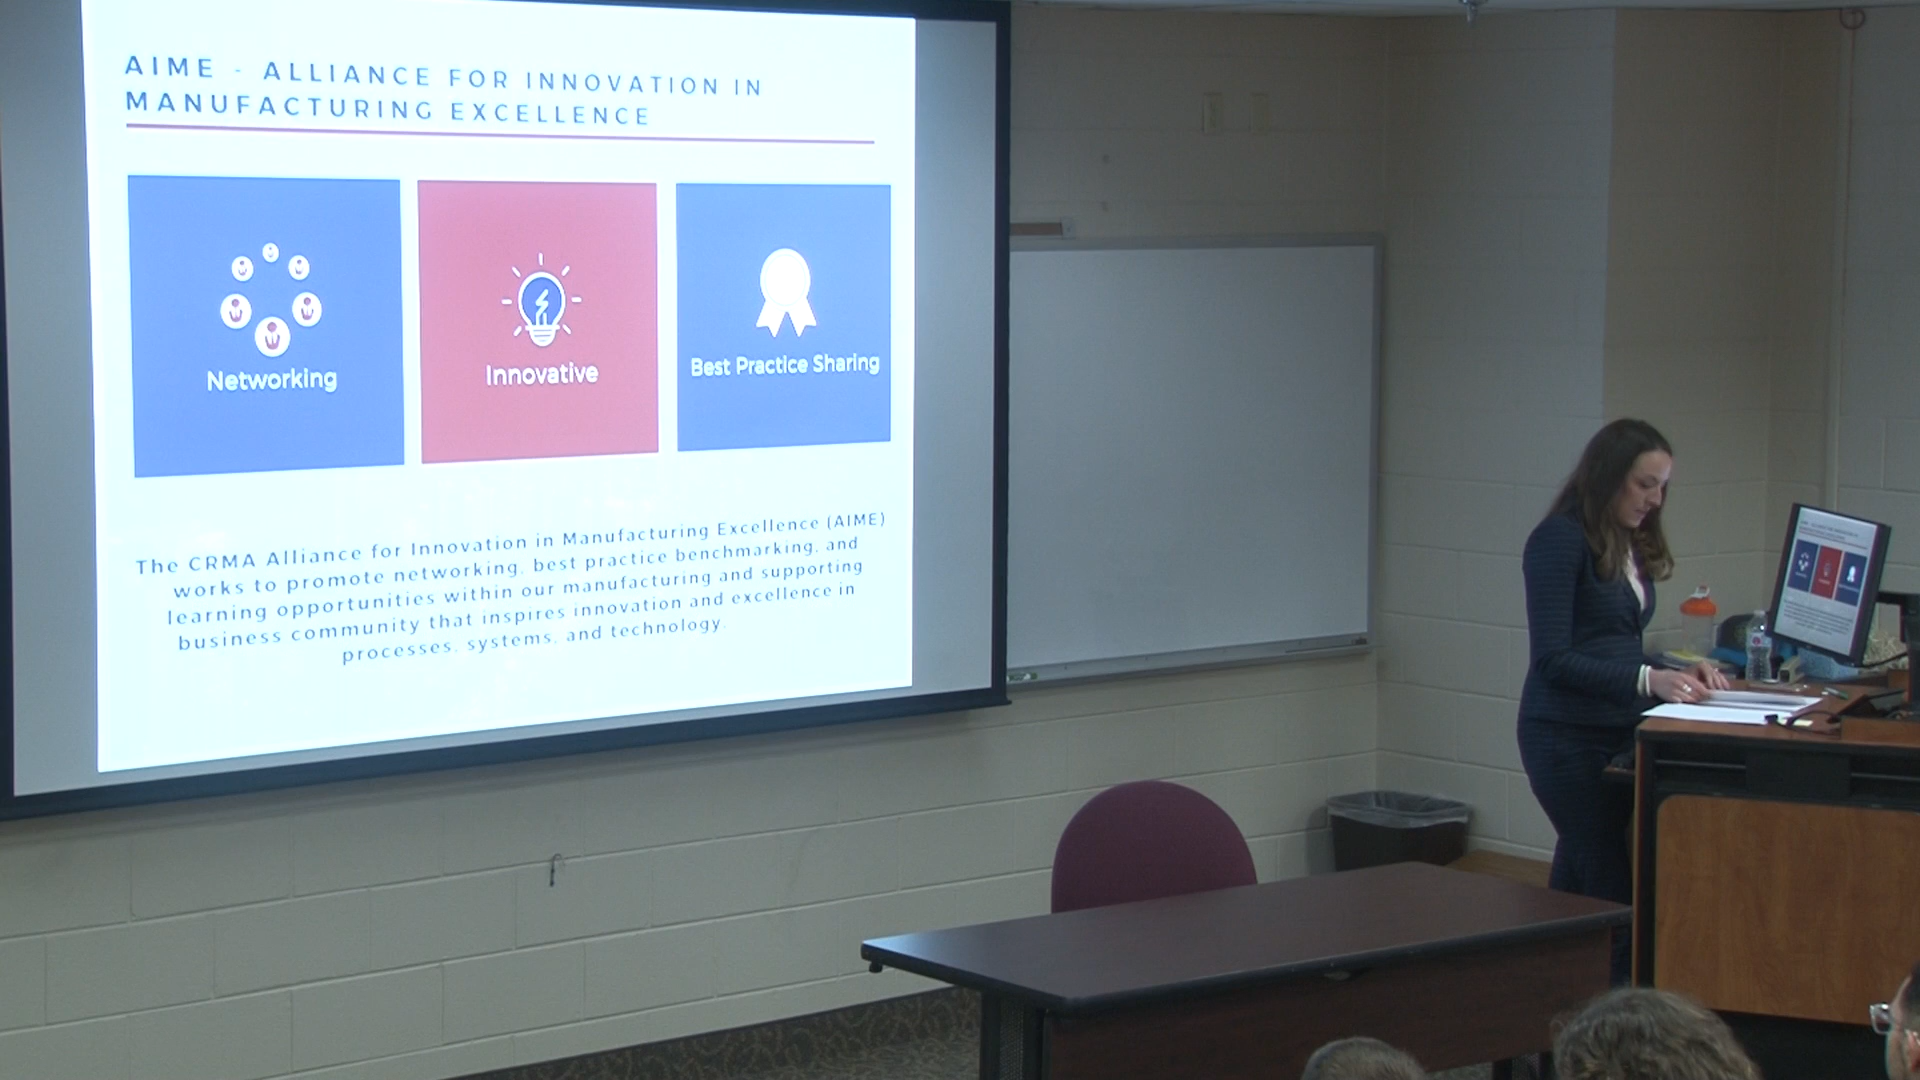 AIME - ALLIANCE FOR INNOVATION IN
MANUFACTURING EXCELLENCE
Networking
Innovative
Best Practice Sharing
The CRMA Alliance for Innovation in Manufacturing Excellence (AIME)
works to promote networking, best practice benchmarking, and
learning opportunities within our manufacturing and supporting
business community that inspires innovation and excellence in
processes, systems, and technology.